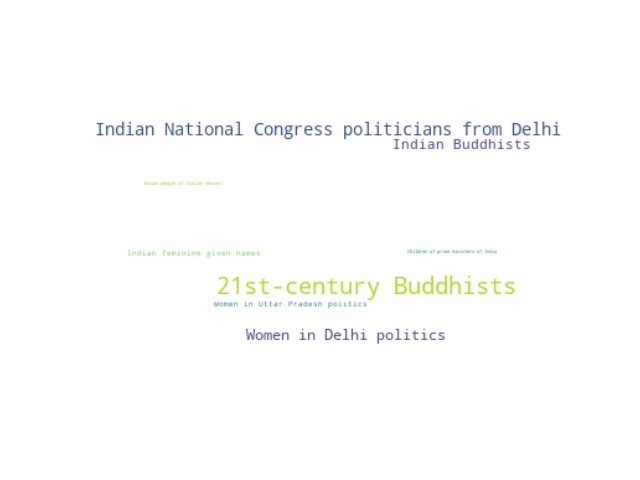 Indian National Congress politicians from Delhi
Indian Buddhists
Indian people of Italian descent
Indian feminine given names
Children of prime ministers of India
21st-century Buddhists
Women in Uttar Pradesh politics
Women in Delhi politics